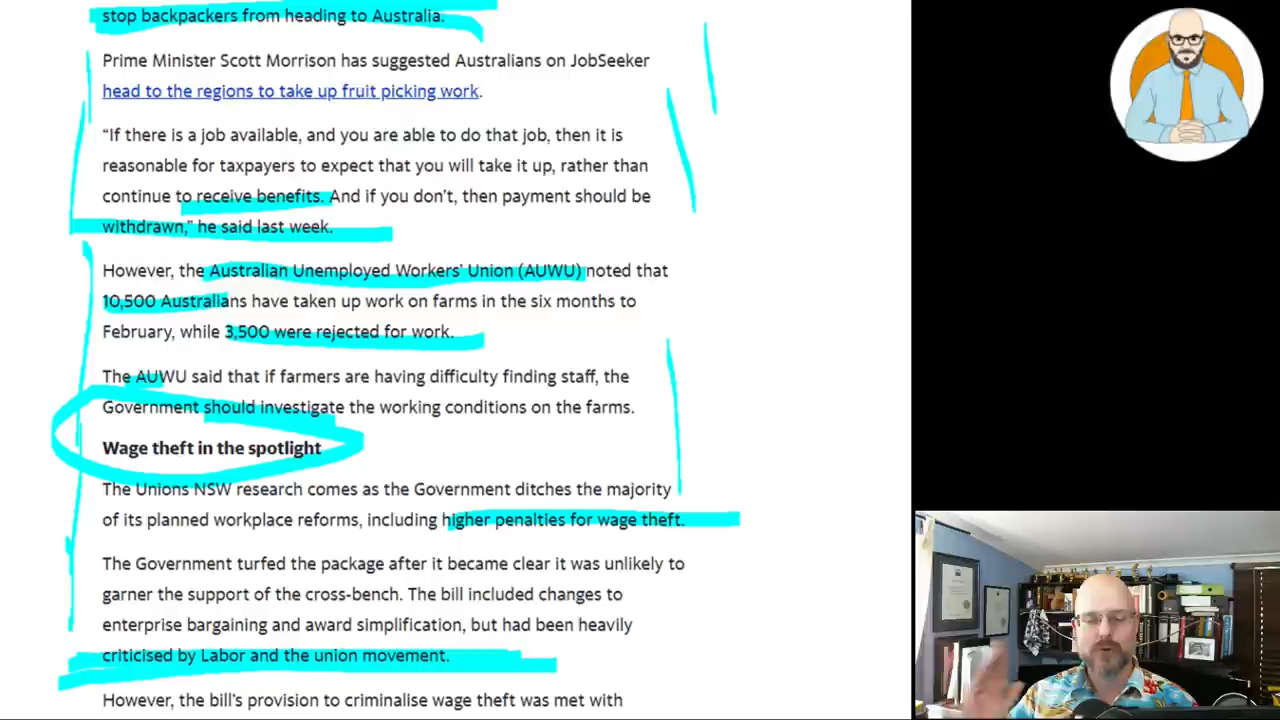 stop backpackers from heading to Australia.
Prime Minister Scott Morrison has suggested Australians on JobSeeker
head to the regions to take up fruit picking work.
“If there is a job available, and you are able to do that job, then it is
reasonable for taxpayers to expect that you will take it up, rather than
continue to receive benefits. And if you don’t, then payment should be
withdrawn,” he said last week.
However, the Australian Unemployed Workers’ Union (AUWU) noted that
10,500 Australians have taken up work on farms in the six months to
February, while 3,500 were rejected for work.
The AUWU said that if farmers are having difficulty finding staff, the
Government should investigate the working conditions on the farms.
Wage theft in the spotlight
The Unions NSW research comes as the Government ditches the majority
of its planned workplace reforms, including higher penalties for wage theft.
The Government turfed the package after it became clear it was unlikely to
garner the support of the cross-bench. The bill included changes to
enterprise bargaining and award simplification, but had been heavily
criticised by Labor and the union movement.
However, the bill’s provision to criminalise wage theft was met with